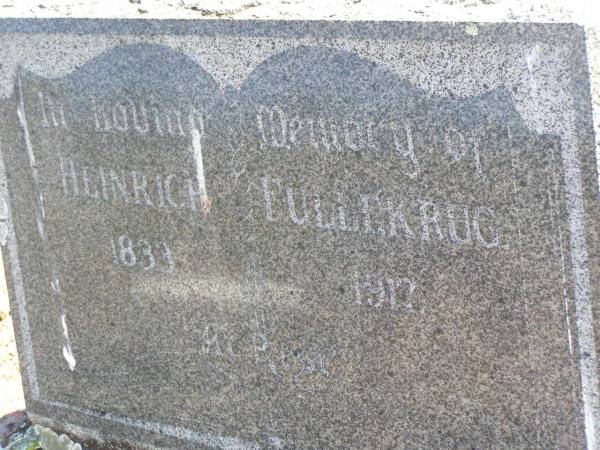 In Loving Memory of
HEINRICH FULLEKRUG
1833 1917
"At Rest"